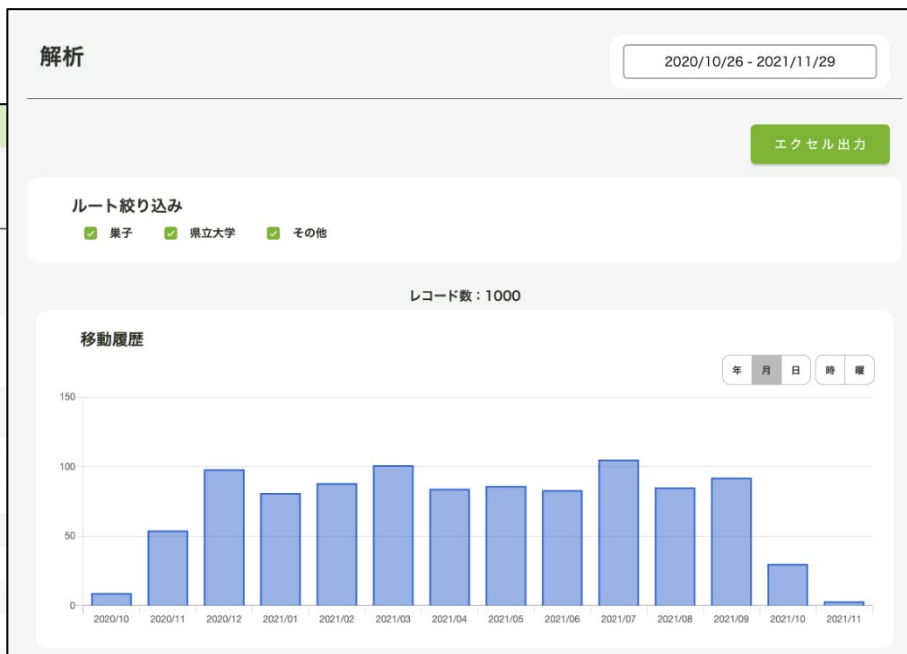 解析
2020/10/26 - 2021/11/29
エクセル出力
ルート絞り込み
巣子 県立大学 その他
レコード数：1000
移動履歴
年 月 日 時 曜
150
100
50
0
2020/10 2020/11 2020/12 2021/01 2021/02 2021/03 2021/04 2021/05 2021/06 2021/07 2021/08 2021/09 2021/10 2021/11